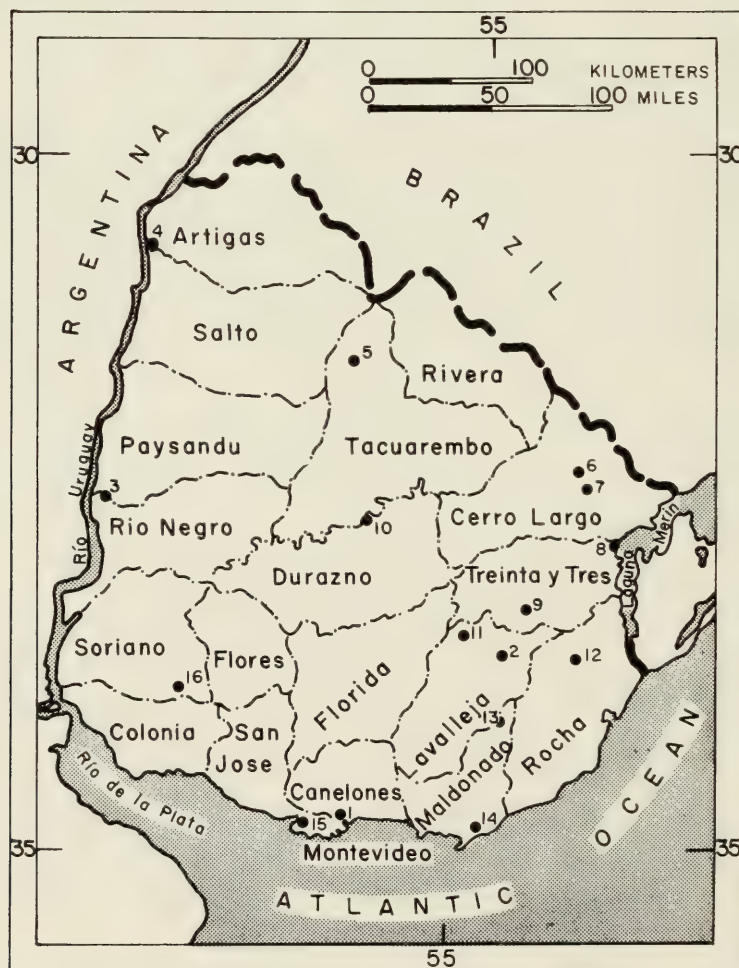 55
0 100 KILOMETERS
0 50 100 MILES
30 30
ARGENTINA
BRAZIL
4 Artigas
Salto
5
Rivera
Paysandu
Tacuarembo
Río Uruguay
3
6
7
Rio Negro
10
Cerro Largo
8
Laguna Merin
Durazno
Treinta y Tres
9
Soriano
Flores
11
2
12
16
Florida
Lavalleja
13
Colonia
San
Jose
Rocha
Maldonado
Canelones
Río de la Plata
15
1
14
35 35
Montevideo
ATLANTIC
OCEAN
55